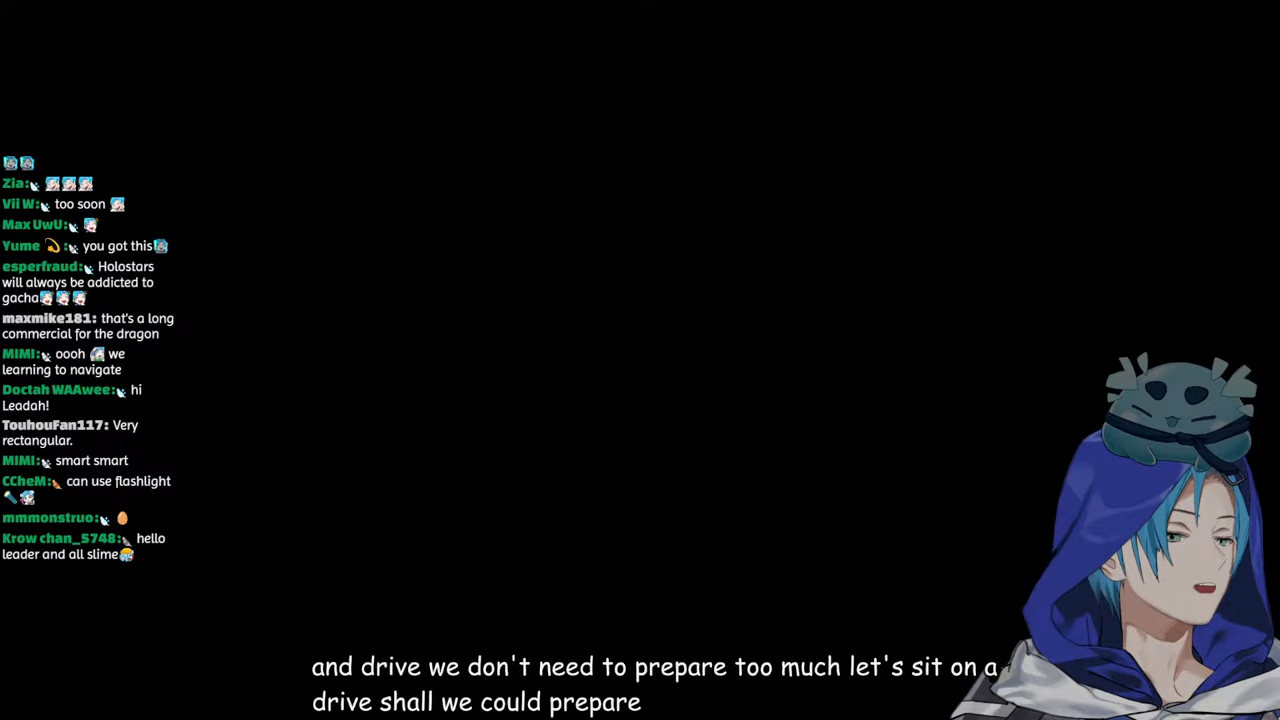 Zia:
Vii W: too soon
Max UwU:
Yume : you got this
esperfraud: Holostars
will always be addicted to
gacha
maxmike181: that's a long
commercial for the dragon
MIMI: oooh we
learning to navigate
Doctah WAAwee: hi
Leadah!
TouhouFan117: Very
rectangular.
MIMI: smart smart
CCheM: can use flashlight
mmmonstruo:
Krow chan_5748: hello
leader and all slime
and drive we don't need to prepare too much let's sit on a
drive shall we could prepare